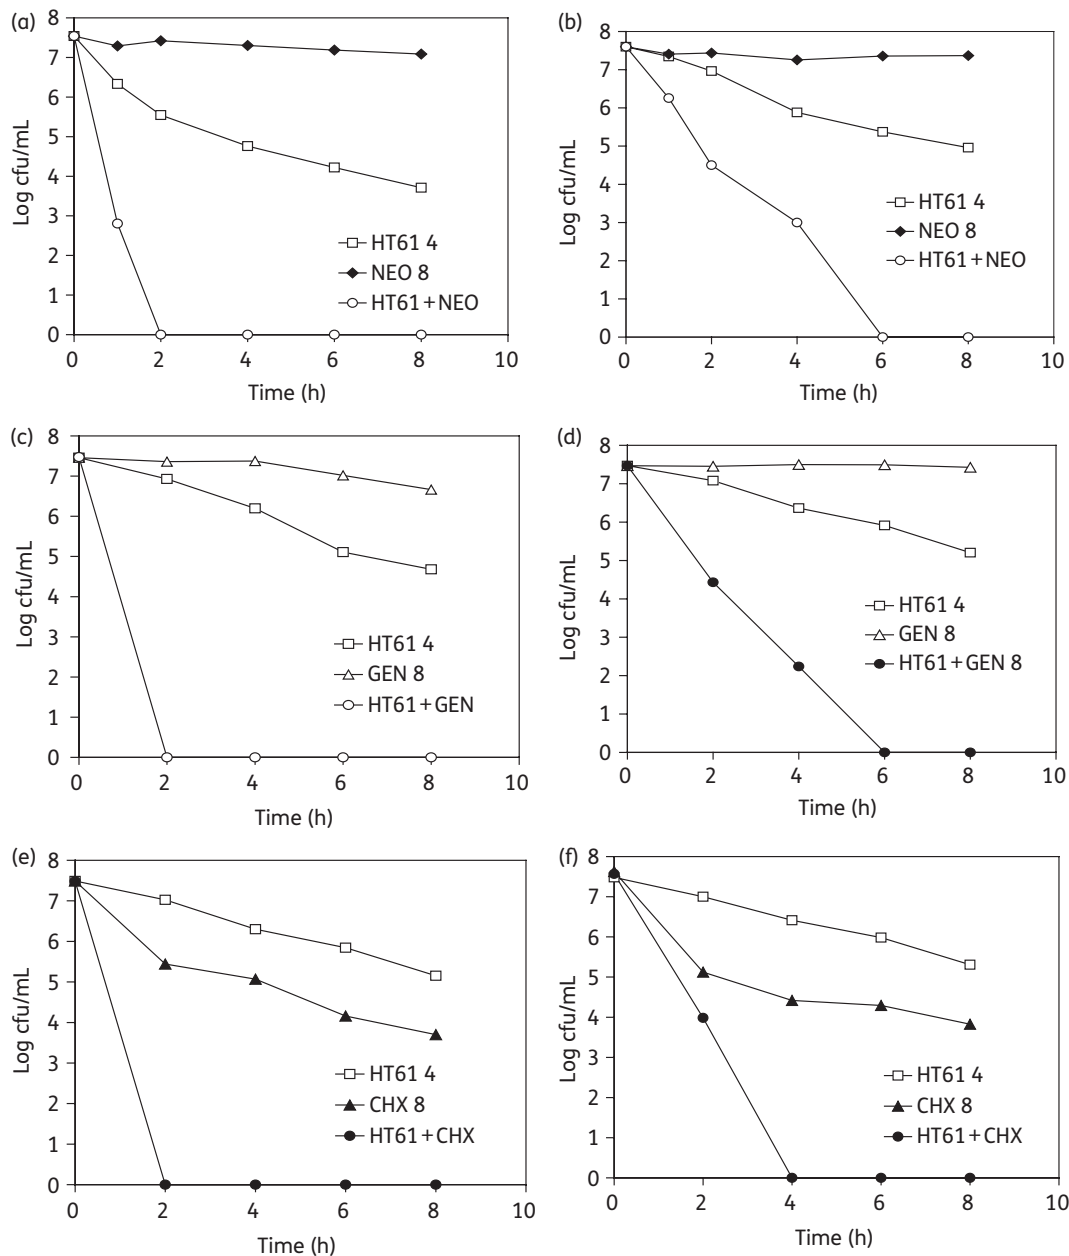 (a)
8
7
6
5
4
3
2
1
0
Log cfu/mL
HT61 4
NEO 8
HT61+NEO
0 2 4 6 8 10
Time (h)
(b)
8
7
6
5
4
3
2
1
0
Log cfu/mL
HT61 4
NEO 8
HT61+NEO
0 2 4 6 8 10
Time (h)
(c)
8
7
6
5
4
3
2
1
0
Log cfu/mL
HT61 4
GEN 8
HT61+GEN
0 2 4 6 8 10
Time (h)
(d)
8
7
6
5
4
3
2
1
0
Log cfu/mL
HT61 4
GEN 8
HT61+GEN 8
0 2 4 6 8 10
Time (h)
(e)
8
7
6
5
4
3
2
1
0
Log cfu/mL
HT61 4
CHX 8
HT61+CHX
0 2 4 6 8 10
Time (h)
(f)
8
7
6
5
4
3
2
1
0
Log cfu/mL
HT61 4
CHX 8
HT61+CHX
0 2 4 6 8 10
Time (h)